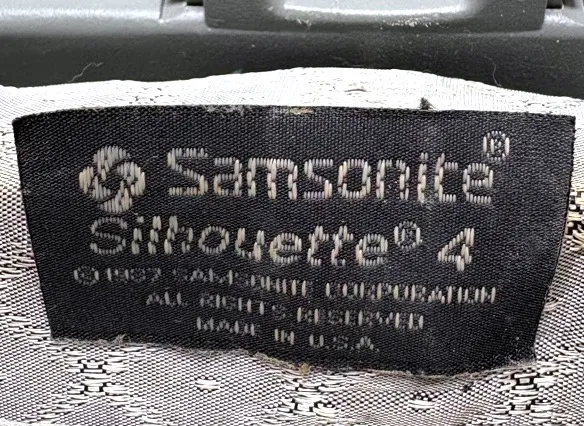 Samsonite®
Silhouette® 4
© 1987 SAMSONITE CORPORATION
ALL RIGHTS RESERVED
MADE IN U.S.A.